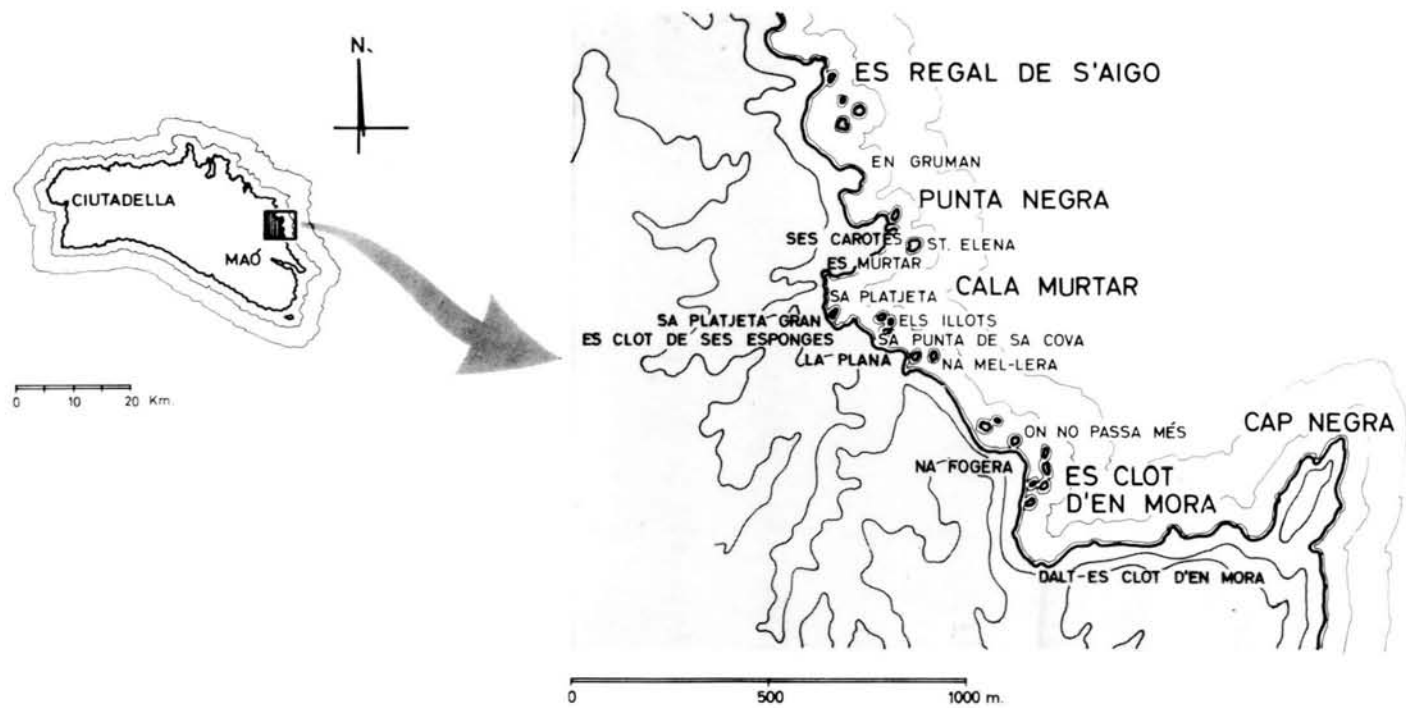 N.
CIUTADELLA
MAÓ
0 10 20 Km.
ES REGAL DE S'AIGO
EN GRUMAN
PUNTA NEGRA
SES CAROTES
ST. ELENA
ES MURTAR
CALA MURTAR
SA PLATJETA
SA PLATJETA GRAN
ELS ILLOTS
ES CLOT DE SES ESPONGES
SA PUNTA DE SA COVA
LA PLANA
NA MEL-LERA
CAP NEGRA
ON NO PASSA MÉS
NA FOGERA
ES CLOT
D'EN MORA
DALT-ES CLOT D'EN MORA
0 500 1000 m.